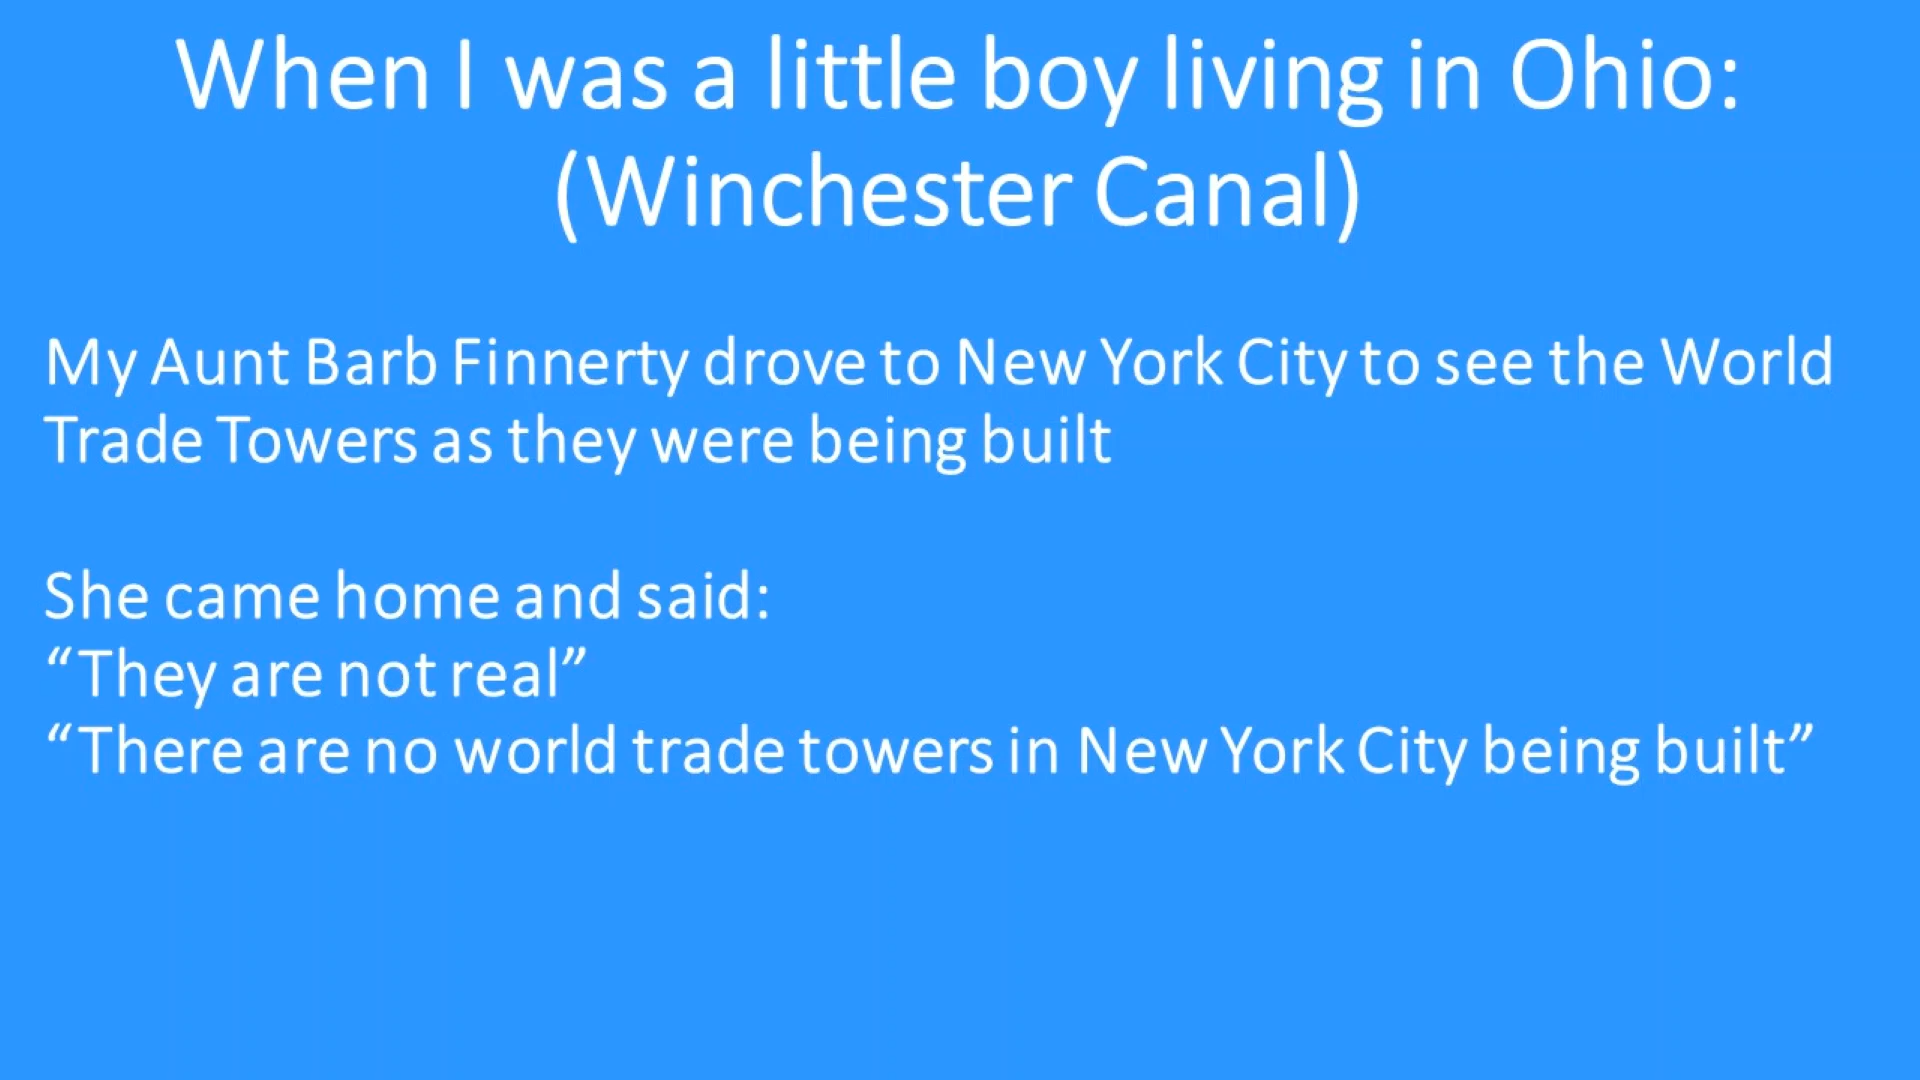 When I was a little boy living in Ohio:
(Winchester Canal)
My Aunt Barb Finnerty drove to New York City to see the World
Trade Towers as they were being built
She came home and said:
“They are not real”
“There are no world trade towers in New York City being built”